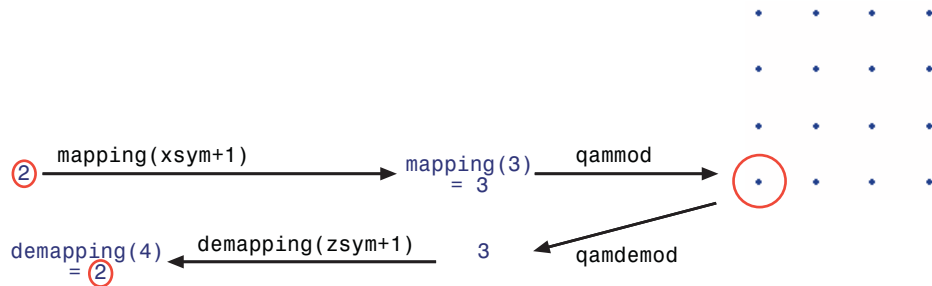 2
mapping(xsym+1)
mapping(3)
= 3
qammod
demapping(4)
= 2
demapping(zsym+1)
3
qamdemod